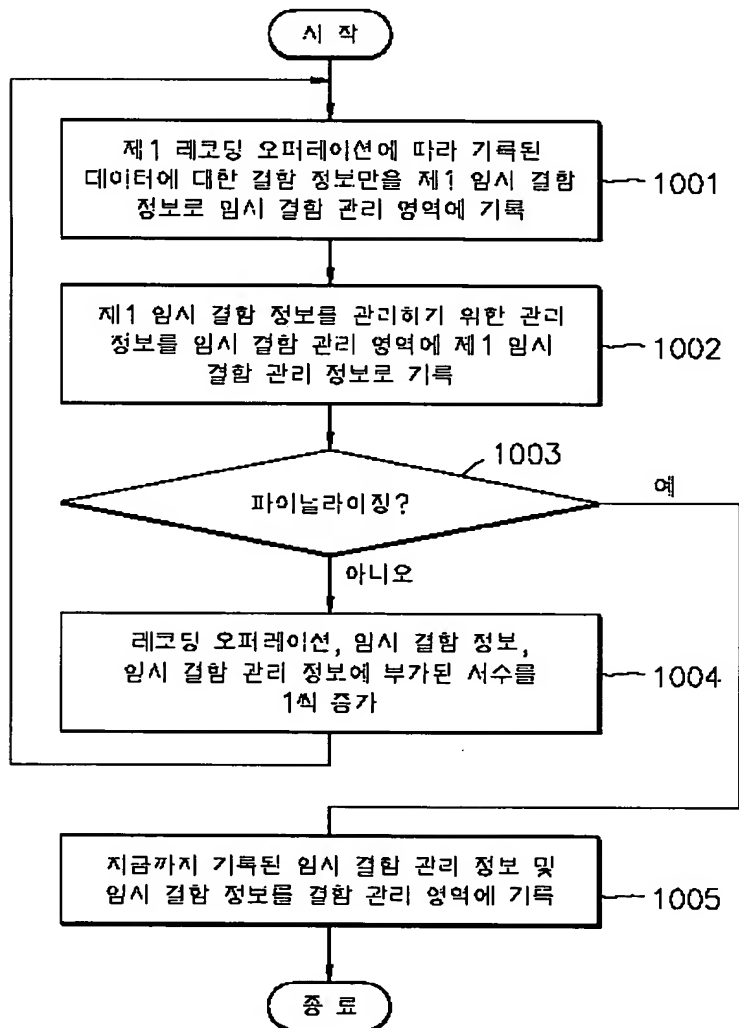 시 작
제1 레코딩 오퍼레이션에 따라 기록된
데이터에 대한 결함 정보만을 제1 임시 결함
정보로 임시 결함 관리 영역에 기록
1001
제1 임시 결함 정보를 관리하기 위한 관리
정보를 임시 결함 관리 영역에 제1 임시
결함 관리 정보로 기록
1002
1003
파이널라이징?
예
아니오
레코딩 오퍼레이션, 임시 결함 정보,
임시 결함 관리 정보에 부가된 서수를
1씩 증가
1004
지금까지 기록된 임시 결함 관리 정보 및
임시 결함 정보를 결함 관리 영역에 기록
1005
종 료